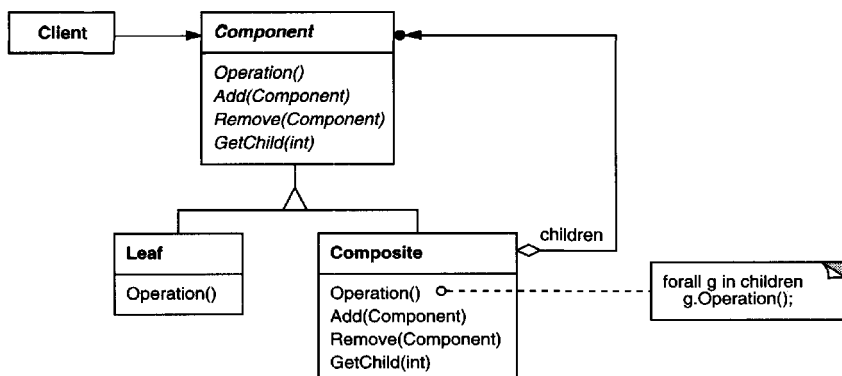 Client
Component
Operation()
Add(Component)
Remove(Component)
GetChild(int)
Leaf
Operation()
Composite
Operation()
Add(Component)
Remove(Component)
GetChild(int)
children
forall g in children
g.Operation();